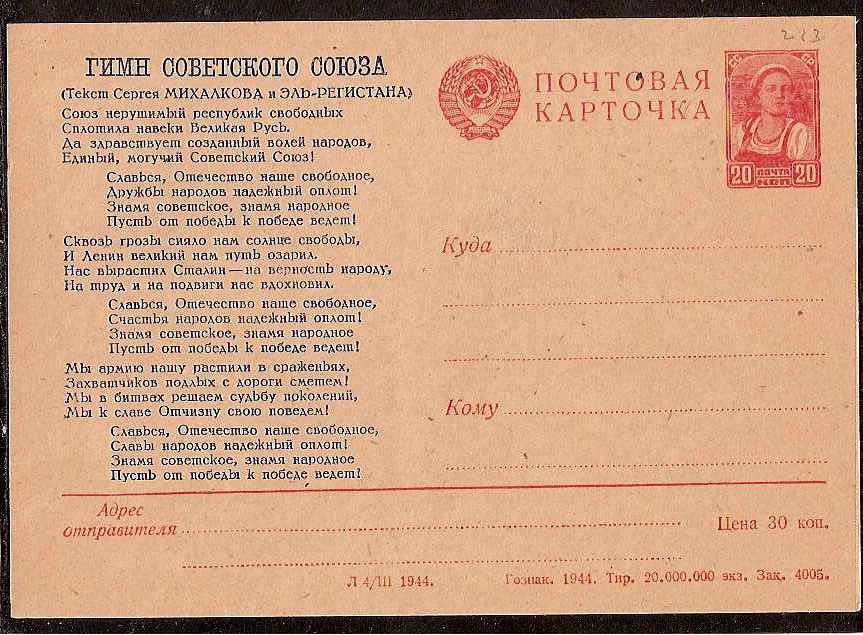 ГИМН СОВЕТСКОГО СОЮЗА
(Текст Сергея МИХАЛКОВА и ЭЛЬ-РЕГИСТАНА)
Союз нерушимый республик свободных
Сплотила навеки Великая Русь.
Да здравствует созданный волей народов,
Единый, могучий Советский Союз!
Славься, Отечество наше свободное,
Дружбы народов надежный оплот!
Знамя советское, знамя народное
Пусть от победы к победе ведет!
Сквозь грозы сияло нам солнце свободы,
И Ленин великий нам путь озарил.
Нас вырастил Сталин — на верность народу,
На труд и на подвиги нас вдохновил.
Славься, Отечество наше свободное,
Счастья народов надежный оплот!
Знамя советское, знамя народное
Пусть от победы к победе ведет!
Мы армию нашу растили в сраженьях,
Захватчиков подлых с дороги сметем!
Мы в битвах решаем судьбу поколений,
Мы к славе Отчизну свою поведем!
Славься, Отечество наше свободное,
Славы народов надежный оплот!
Знамя советское, знамя народное
Пусть от победы к победе ведет!
ПОЧТОВАЯ
КАРТОЧКА
213
СС СР
20 ПОЧТА КОП 20
Куда
Кому
Адрес
отправителя
Цена 30 коп.
Л 4/III 1944.
Гознак. 1944. Тир. 20.000.000 экз. Зак. 4005.